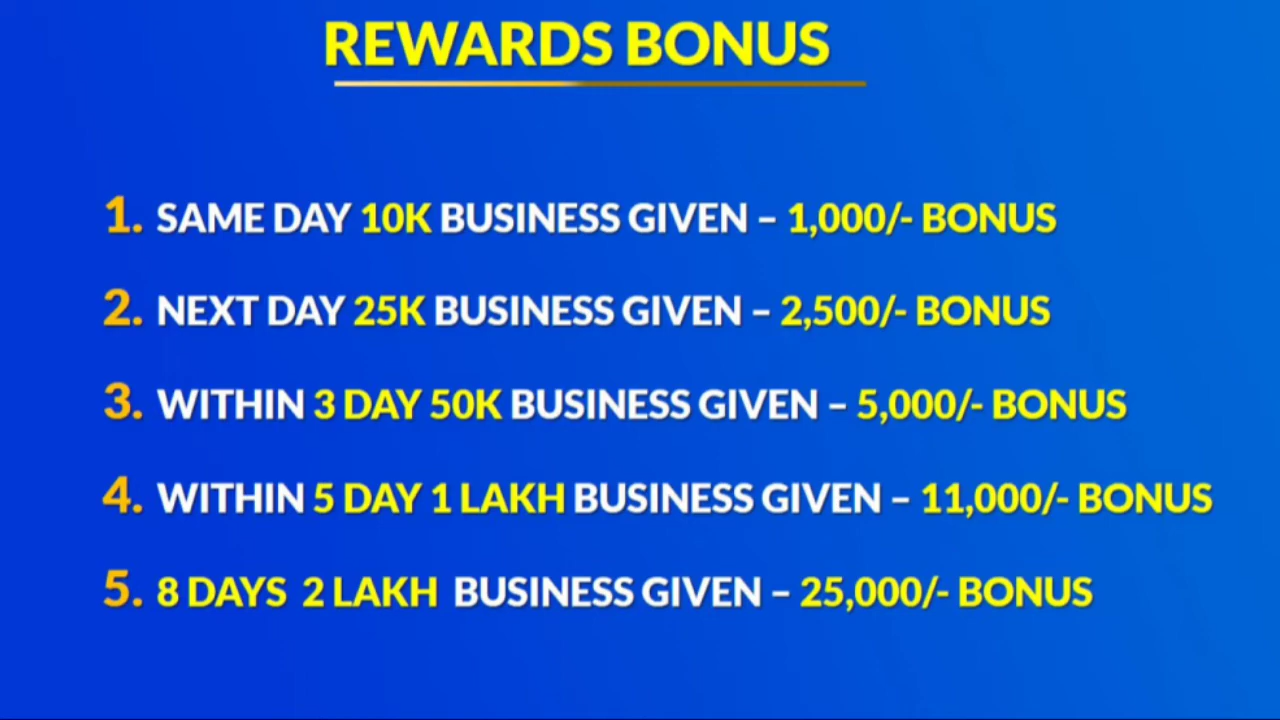 REWARDS BONUS
1. SAME DAY 10K BUSINESS GIVEN – 1,000/- BONUS
2. NEXT DAY 25K BUSINESS GIVEN – 2,500/- BONUS
3. WITHIN 3 DAY 50K BUSINESS GIVEN – 5,000/- BONUS
4. WITHIN 5 DAY 1 LAKH BUSINESS GIVEN – 11,000/- BONUS
5. 8 DAYS 2 LAKH BUSINESS GIVEN – 25,000/- BONUS